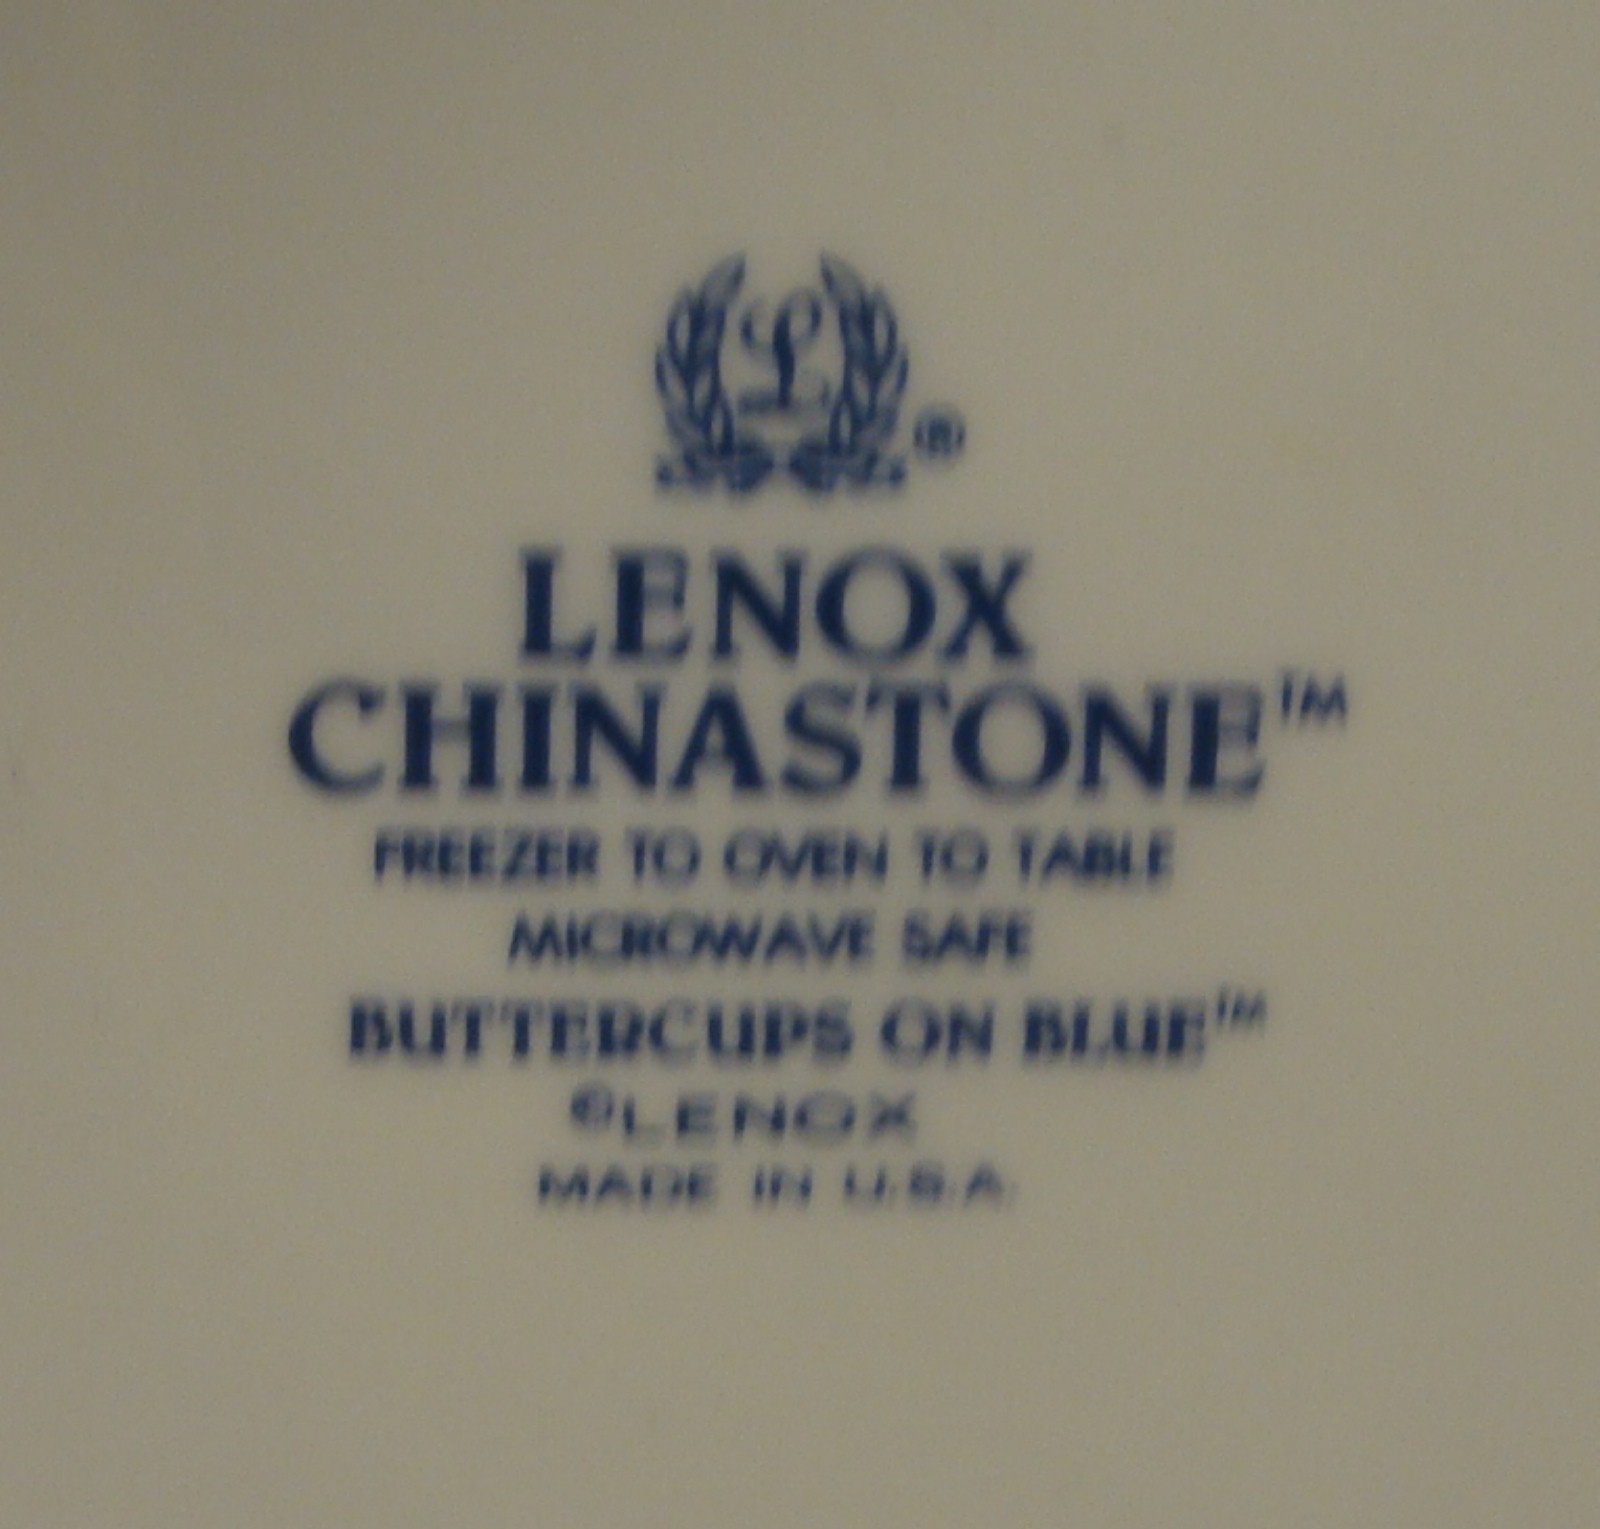 L®
LENOX
CHINASTONE™
FREEZER TO OVEN TO TABLE
MICROWAVE SAFE
BUTTERCUPS ON BLUE™
©LENOX
MADE IN U.S.A.